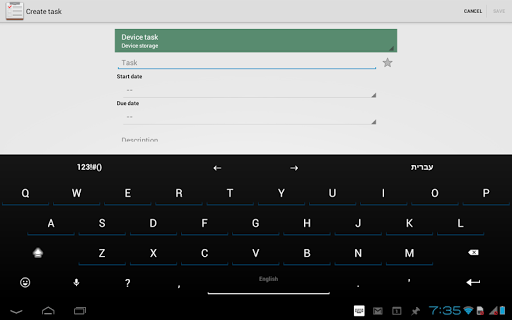 Create task
CANCEL
SAVE
Device task
Device storage
Task
Start date
--
Due date
--
Description
123!#()
← →
עברית
Q W E R T Y U I O P
A S D F G H J K L
Z X C V B N M
? , English . '
1
7:35